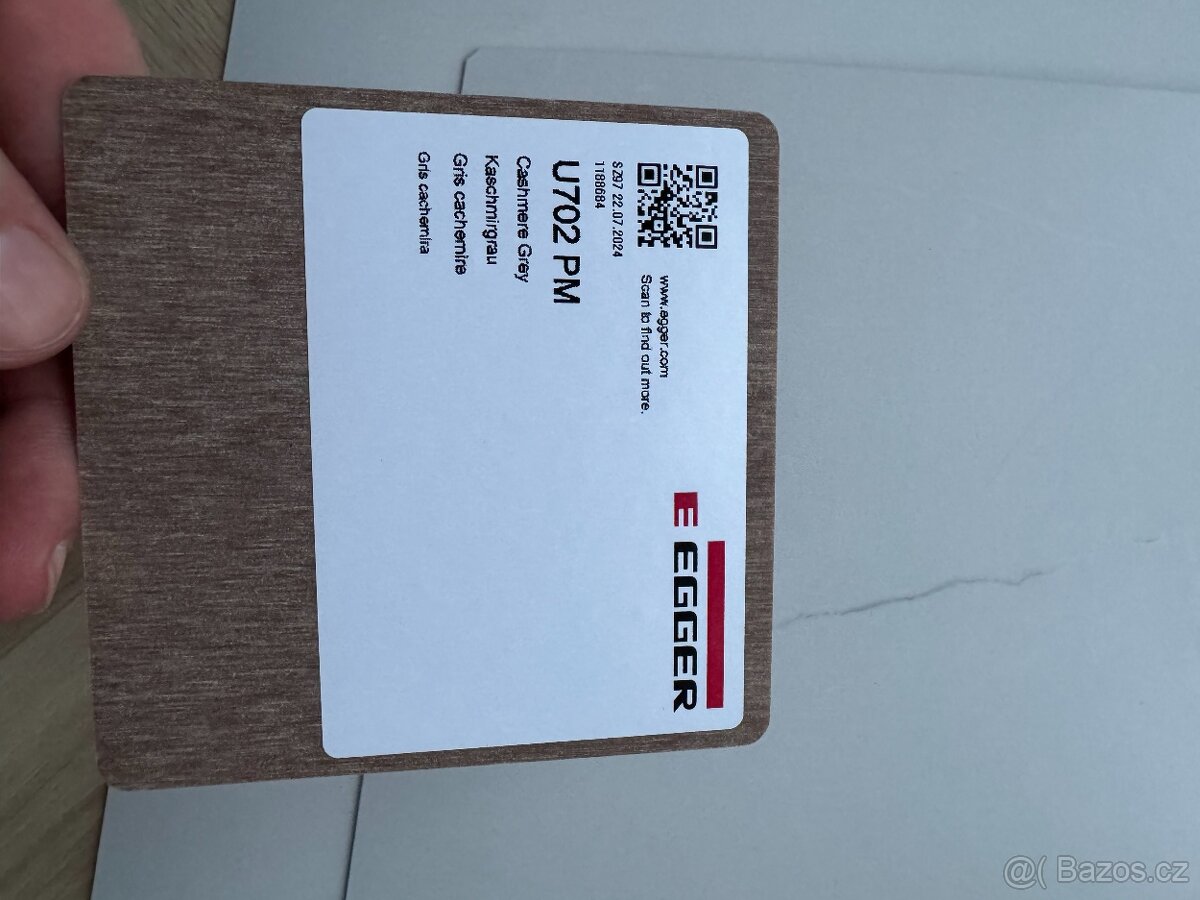 www.egger.com
Scan to find out more.
SZ97 22.07.2024
1188684
U702 PM
Cashmere Grey
Kaschmirgrau
Gris cachemire
Gris cachemira
E EGGER
@( Bazos.cz